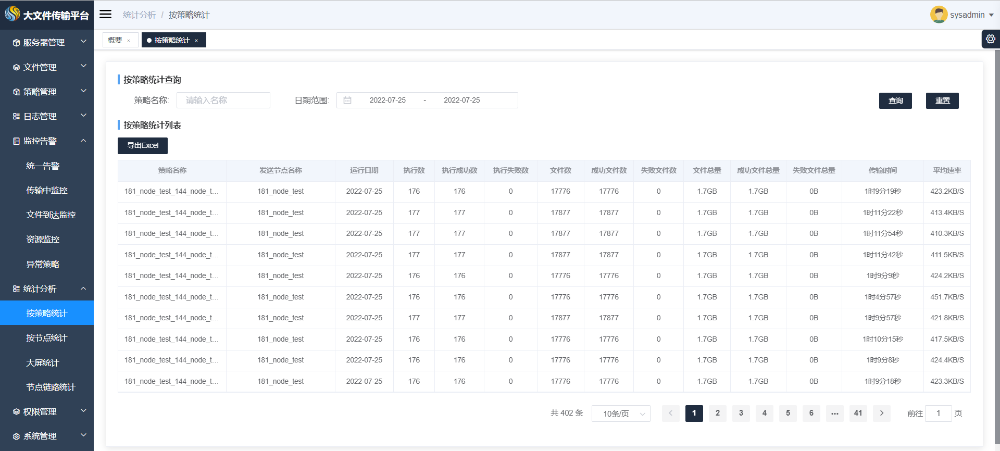 大文件传输平台
统计分析 / 按策略统计
sysadmin
概要 ×
按策略统计 ×
服务器管理
文件管理
策略管理
日志管理
监控告警
统一告警
传输中监控
文件到达监控
资源监控
异常策略
统计分析
按策略统计
按节点统计
大屏统计
节点链路统计
权限管理
系统管理
按策略统计查询
策略名称: 请输入名称 日期范围: 2022-07-25 - 2022-07-25 查询 重置
按策略统计列表
导出Excel
策略名称 发送节点名称 运行日期 执行数 执行成功数 执行失败数 文件数 成功文件数 失败文件数 文件总量 成功文件总量 失败文件总量 传输时间 平均速率
181_node_test_144_node_t... 181_node_test 2022-07-25 176 176 0 17776 17776 0 1.7GB 1.7GB 0B 1时9分19秒 423.2KB/S
181_node_test_144_node_t... 181_node_test 2022-07-25 177 177 0 17877 17877 0 1.7GB 1.7GB 0B 1时11分22秒 413.4KB/S
181_node_test_144_node_t... 181_node_test 2022-07-25 177 177 0 17877 17877 0 1.7GB 1.7GB 0B 1时11分54秒 410.3KB/S
181_node_test_144_node_t... 181_node_test 2022-07-25 177 177 0 17877 17877 0 1.7GB 1.7GB 0B 1时11分42秒 411.5KB/S
181_node_test_144_node_t... 181_node_test 2022-07-25 176 176 0 17776 17776 0 1.7GB 1.7GB 0B 1时9分9秒 424.2KB/S
181_node_test_144_node_t... 181_node_test 2022-07-25 176 176 0 17776 17776 0 1.7GB 1.7GB 0B 1时4分57秒 451.7KB/S
181_node_test_144_node_t... 181_node_test 2022-07-25 177 177 0 17877 17877 0 1.7GB 1.7GB 0B 1时9分57秒 421.8KB/S
181_node_test_144_node_t... 181_node_test 2022-07-25 176 176 0 17776 17776 0 1.7GB 1.7GB 0B 1时10分15秒 417.5KB/S
181_node_test_144_node_t... 181_node_test 2022-07-25 176 176 0 17776 17776 0 1.7GB 1.7GB 0B 1时9分8秒 424.4KB/S
181_node_test_144_node_t... 181_node_test 2022-07-25 176 176 0 17776 17776 0 1.7GB 1.7GB 0B 1时9分18秒 423.3KB/S
共 402 条 10条/页 < 1 2 3 4 5 6 ... 41 > 前往 1 页